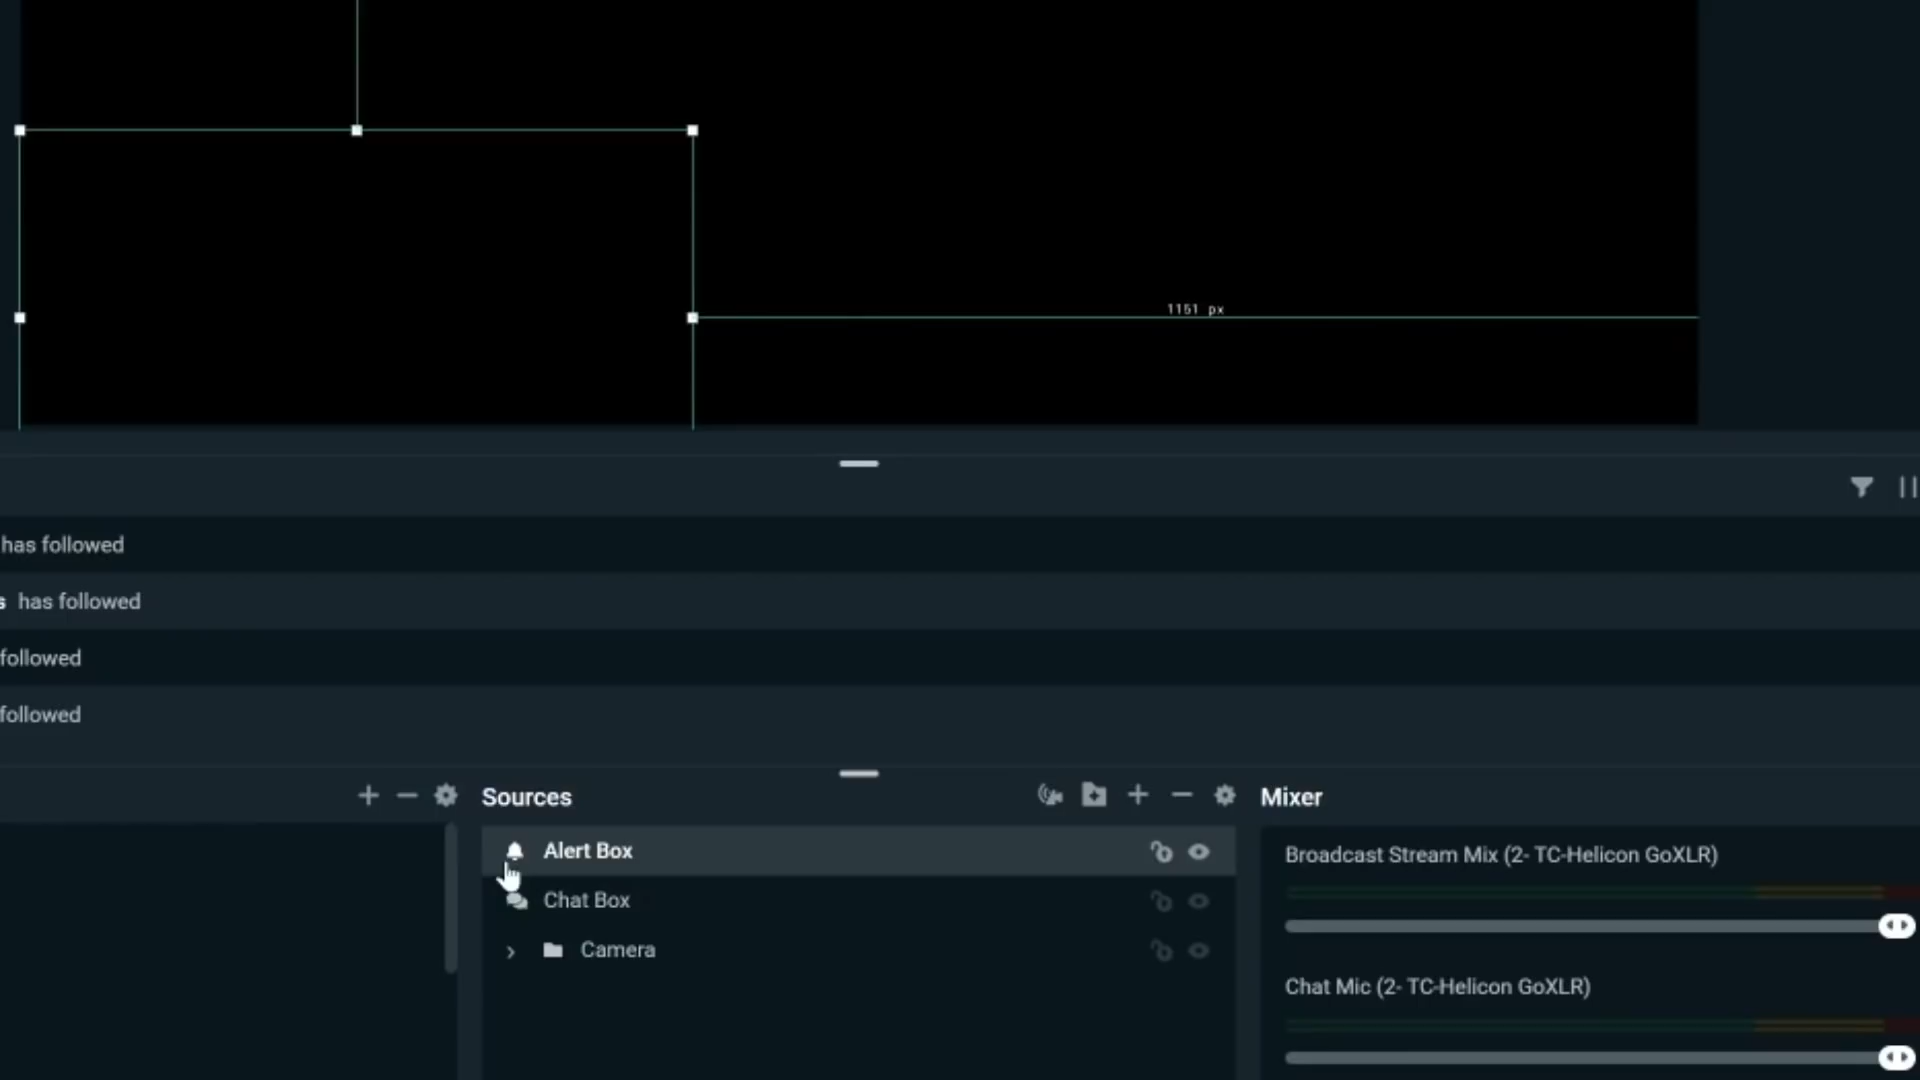 1151 px
has followed
s has followed
followed
followed
Sources
Mixer
Alert Box
Chat Box
Camera
Broadcast Stream Mix (2- TC-Helicon GoXLR)
Chat Mic (2- TC-Helicon GoXLR)